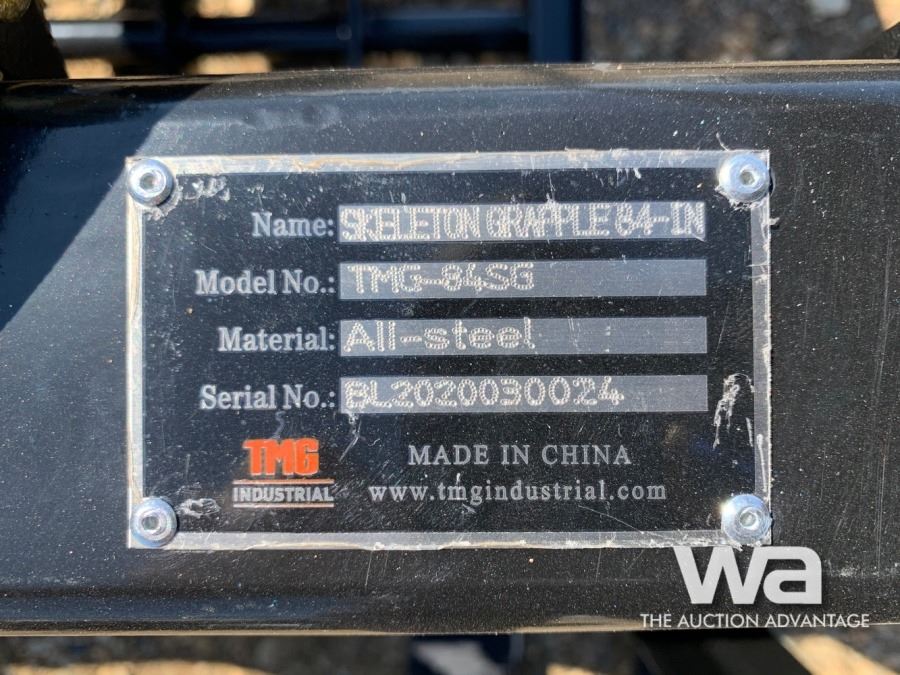 Name: SKELETON GRAPPLE 84-IN
Model No.: TMG-84SG
Material: All-steel
Serial No.: BL2020030024
TMG
INDUSTRIAL
MADE IN CHINA
www.tmgindustrial.com
wa
THE AUCTION ADVANTAGE